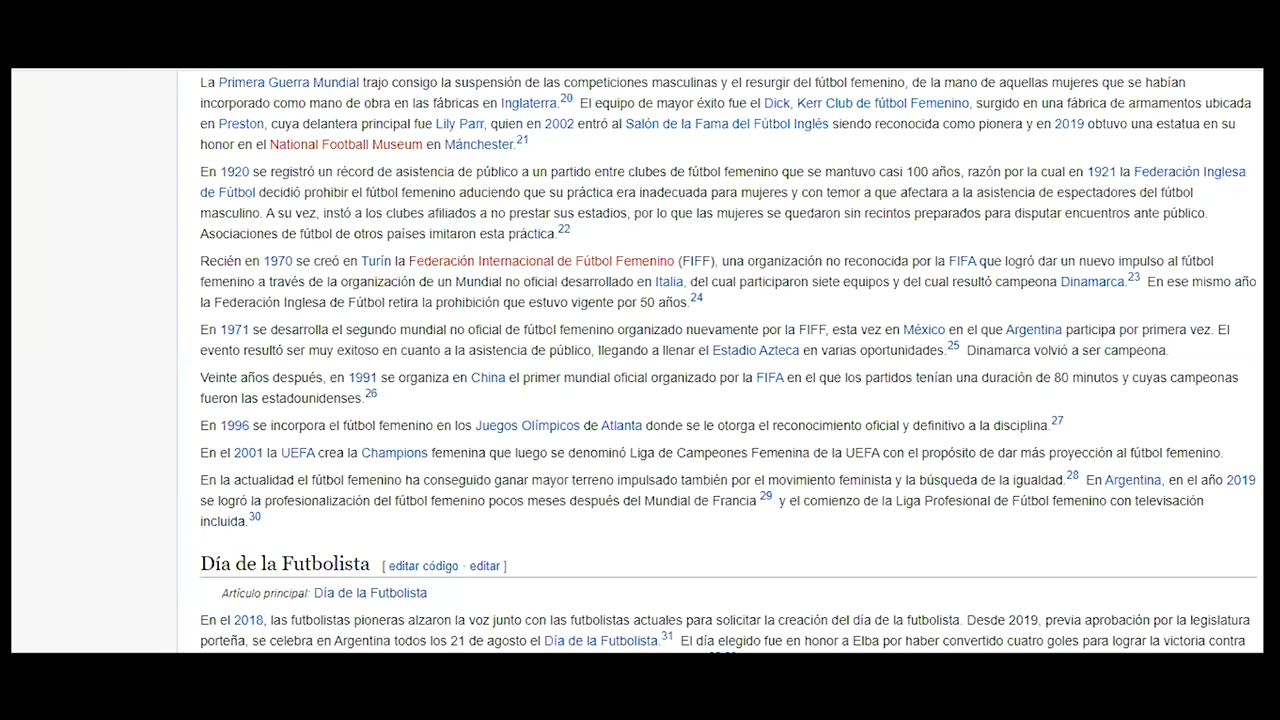 La Primera Guerra Mundial trajo consigo la suspensión de las competiciones masculinas y el resurgir del fútbol femenino, de la mano de aquellas mujeres que se habían
incorporado como mano de obra en las fábricas en Inglaterra.20 El equipo de mayor éxito fue el Dick, Kerr Club de fútbol Femenino, surgido en una fábrica de armamentos ubicada
en Preston, cuya delantera principal fue Lily Parr, quien en 2002 entró al Salón de la Fama del Fútbol Inglés siendo reconocida como pionera y en 2019 obtuvo una estatua en su
honor en el National Football Museum en Mánchester.21
En 1920 se registró un récord de asistencia de público a un partido entre clubes de fútbol femenino que se mantuvo casi 100 años, razón por la cual en 1921 la Federación Inglesa
de Fútbol decidió prohibir el fútbol femenino aduciendo que su práctica era inadecuada para mujeres y con temor a que afectara a la asistencia de espectadores del fútbol
masculino. A su vez, instó a los clubes afiliados a no prestar sus estadios, por lo que las mujeres se quedaron sin recintos preparados para disputar encuentros ante público.
Asociaciones de fútbol de otros países imitaron esta práctica.22
Recién en 1970 se creó en Turín la Federación Internacional de Fútbol Femenino (FIFF), una organización no reconocida por la FIFA que logró dar un nuevo impulso al fútbol
femenino a través de la organización de un Mundial no oficial desarrollado en Italia, del cual participaron siete equipos y del cual resultó campeona Dinamarca.23 En ese mismo año
la Federación Inglesa de Fútbol retira la prohibición que estuvo vigente por 50 años.24
En 1971 se desarrolla el segundo mundial no oficial de fútbol femenino organizado nuevamente por la FIFF, esta vez en México en el que Argentina participa por primera vez. El
evento resultó ser muy exitoso en cuanto a la asistencia de público, llegando a llenar el Estadio Azteca en varias oportunidades.25 Dinamarca volvió a ser campeona.
Veinte años después, en 1991 se organiza en China el primer mundial oficial organizado por la FIFA en el que los partidos tenían una duración de 80 minutos y cuyas campeonas
fueron las estadounidenses.26
En 1996 se incorpora el fútbol femenino en los Juegos Olímpicos de Atlanta donde se le otorga el reconocimiento oficial y definitivo a la disciplina.27
En el 2001 la UEFA crea la Champions femenina que luego se denominó Liga de Campeones Femenina de la UEFA con el propósito de dar más proyección al fútbol femenino.
En la actualidad el fútbol femenino ha conseguido ganar mayor terreno impulsado también por el movimiento feminista y la búsqueda de la igualdad.28 En Argentina, en el año 2019
se logró la profesionalización del fútbol femenino pocos meses después del Mundial de Francia 29 y el comienzo de la Liga Profesional de Fútbol femenino con televisación
incluida.30
Día de la Futbolista [ editar código · editar ]
Artículo principal: Día de la Futbolista
En el 2018, las futbolistas pioneras alzaron la voz junto con las futbolistas actuales para solicitar la creación del día de la futbolista. Desde 2019, previa aprobación por la legislatura
porteña, se celebra en Argentina todos los 21 de agosto el Día de la Futbolista.31 El día elegido fue en honor a Elba por haber convertido cuatro goles para lograr la victoria contra